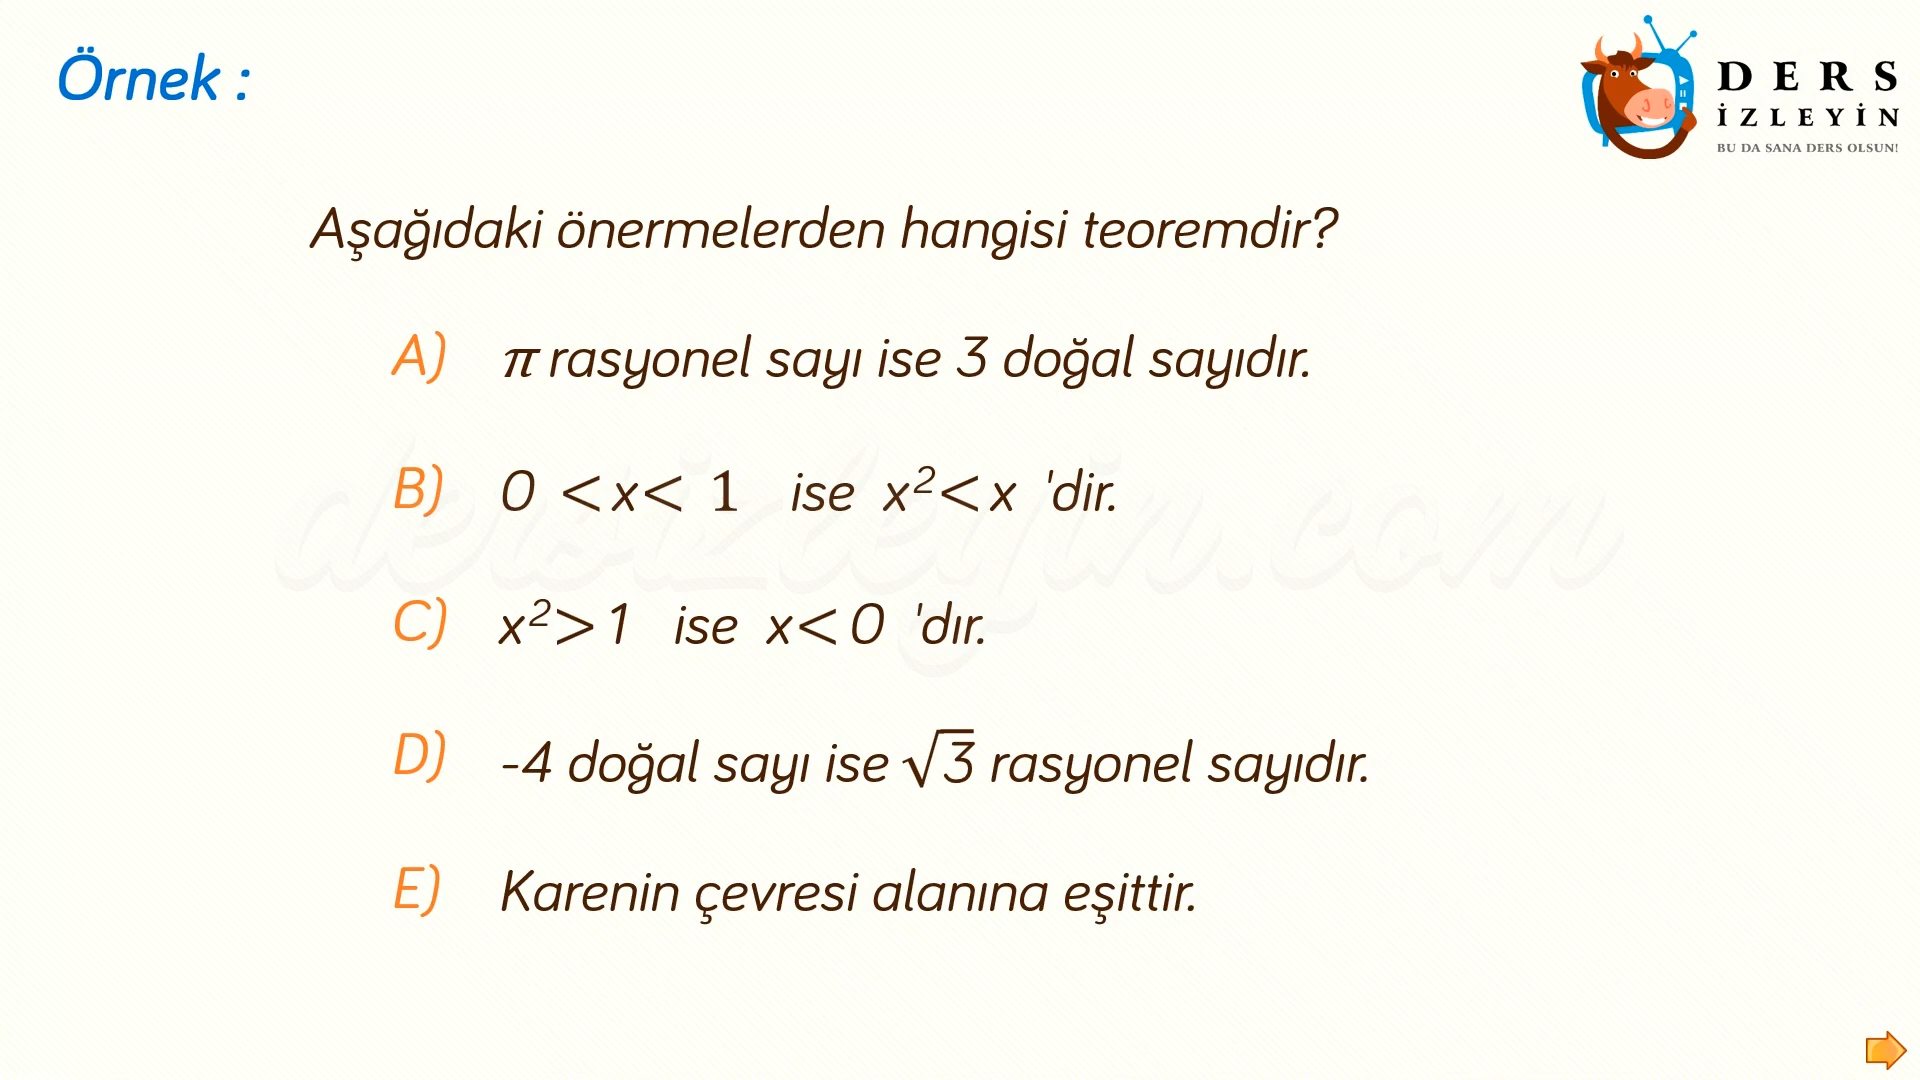 Örnek :
DERS
İZLEYİN
BU DA SANA DERS OLSUN!
Aşağıdaki önermelerden hangisi teoremdir?
A) π rasyonel sayı ise 3 doğal sayıdır.
B) 0 < x < 1 ise x² < x 'dir.
dersizleyin.com
C) x² > 1 ise x < 0 'dır.
D) -4 doğal sayı ise √3 rasyonel sayıdır.
E) Karenin çevresi alanına eşittir.